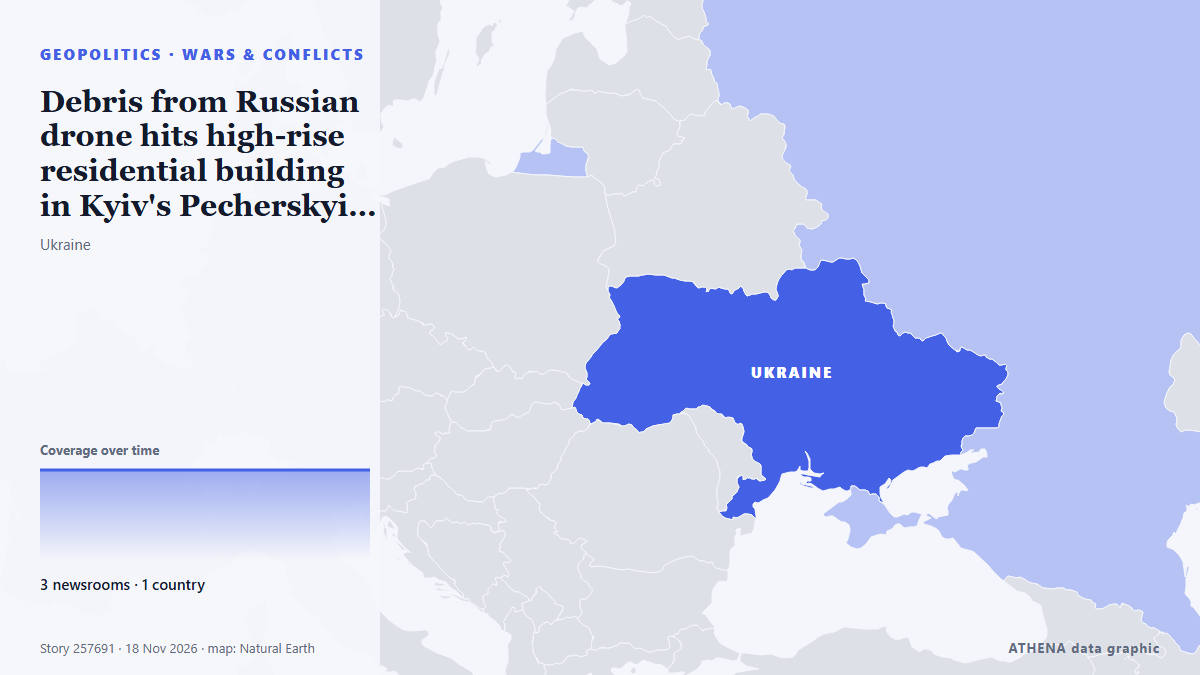 GEOPOLITICS · WARS & CONFLICTS
Debris from Russian
drone hits high-rise
residential building
in Kyiv's Pecherskyi...
Ukraine
UKRAINE
Coverage over time
3 newsrooms · 1 country
Story 257691 · 18 Nov 2026 · map: Natural Earth
ATHENA data graphic